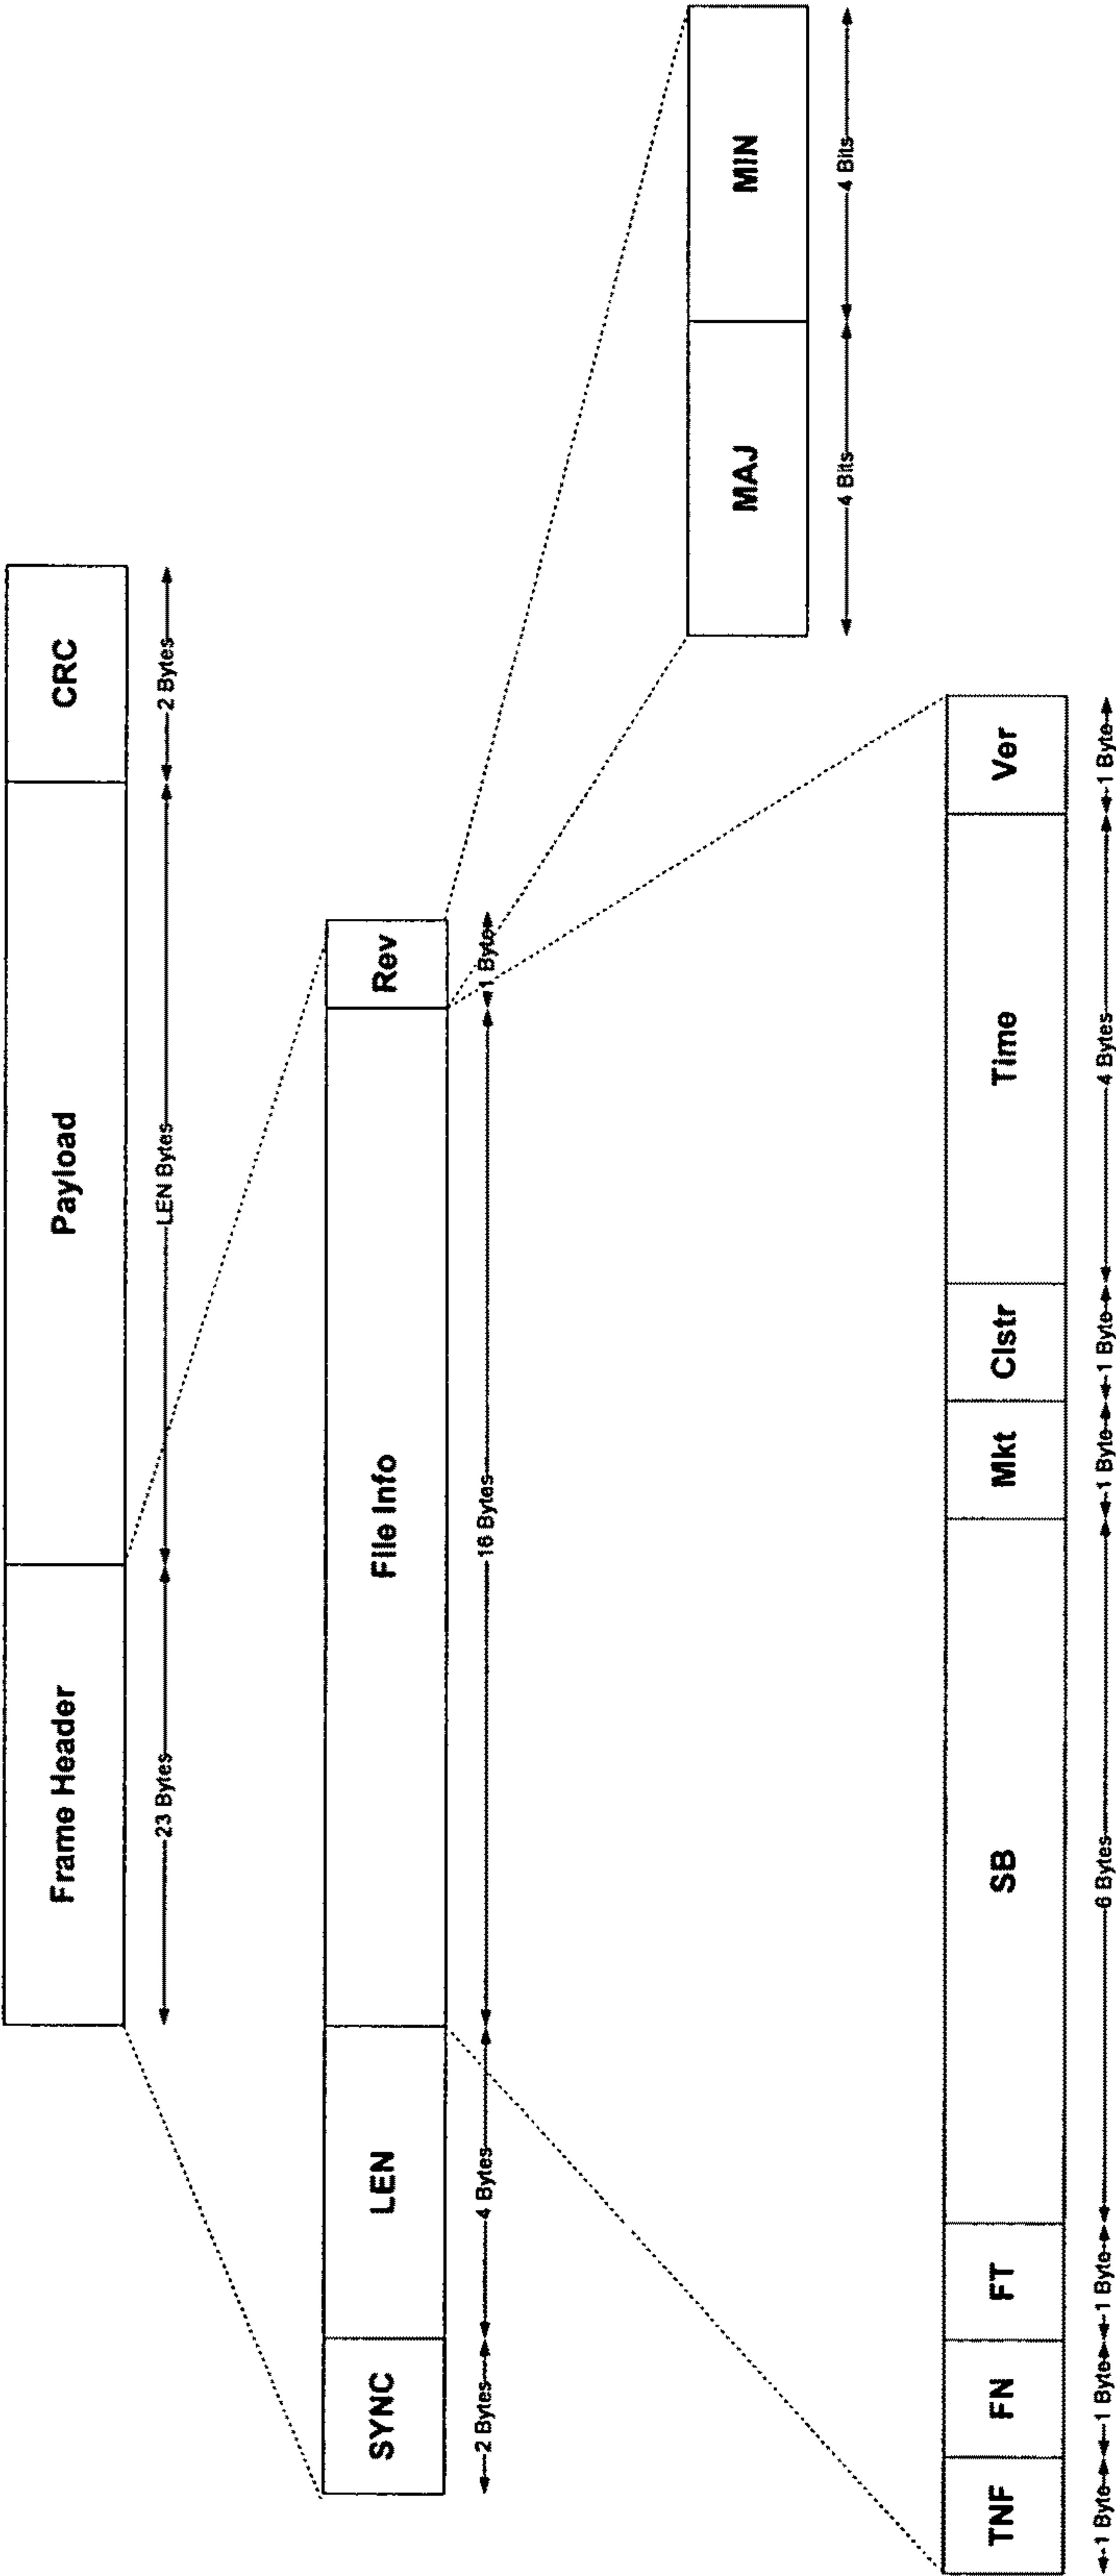 Frame Header
Payload
CRC
23 Bytes
LEN Bytes
2 Bytes
SYNC
LEN
File Info
Rev
2 Bytes
4 Bytes
16 Bytes
1 Byte
MAJ
MIN
4 Bits
4 Bits
TNF
FN
FT
SB
Mkt
Clstr
Time
Ver
1 Byte
1 Byte
1 Byte
6 Bytes
1 Byte
1 Byte
4 Bytes
1 Byte